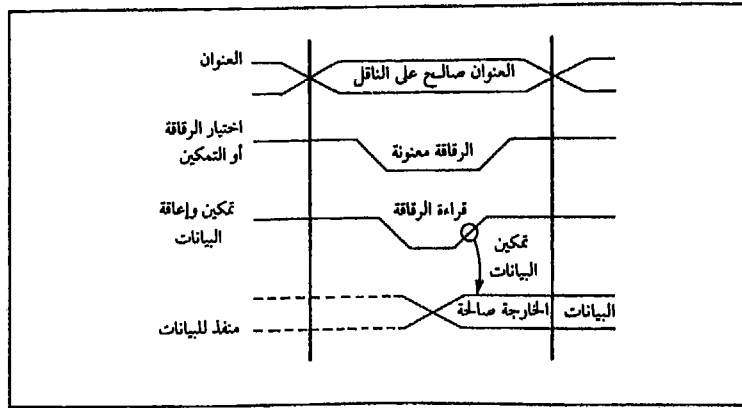 العنوان
العنوان صالح على الناقل
اختيار الرقاقة
أو التمكين
الرقاقة معنونة
تمكين وإعاقة
البيانات
قراءة الرقاقة
تمكين
البيانات
منفذ للبيانات
الخارجة صالحة
البيانات